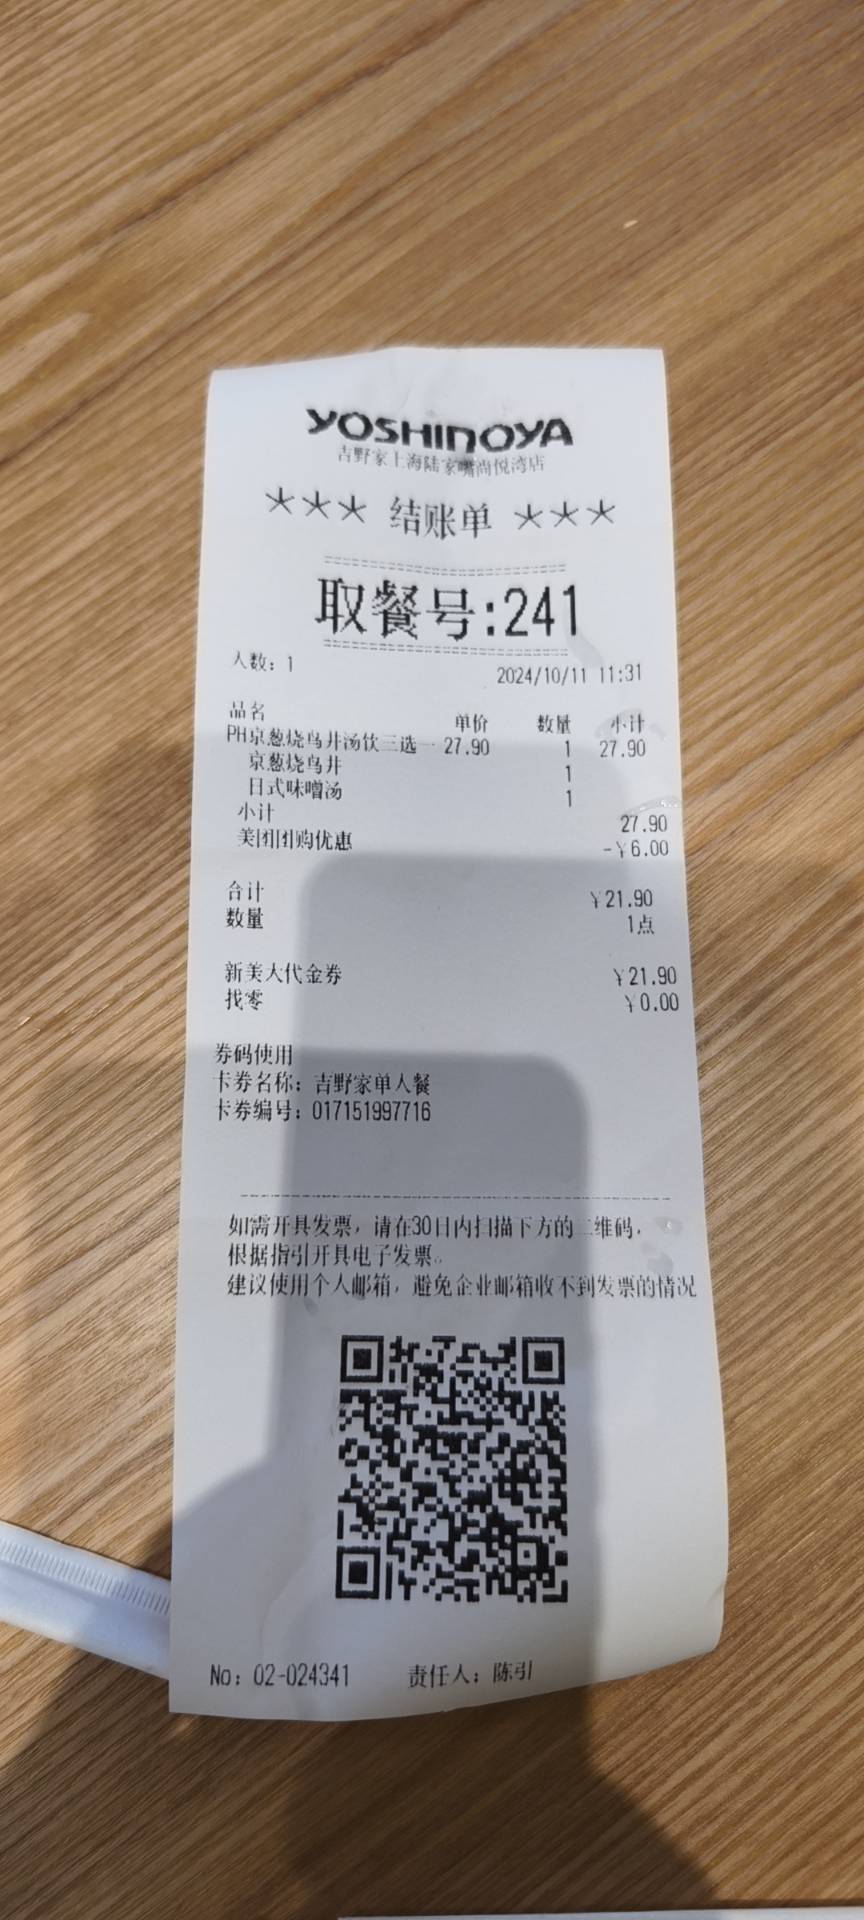 YOSHINOYA
吉野家上海陆家嘴尚悦湾店
*** 结账单 ***
取餐号:241
人数: 1 2024/10/11 11:31
品名 单价 数量 小计
PH京葱烧鸟丼汤饮三选一 27.90 1 27.90
京葱烧鸟丼 1
日式味噌汤 1
小计 27.90
美团团购优惠 -¥6.00
合计 ¥21.90
数量 1点
新美大代金券 ¥21.90
找零 ¥0.00
券码使用
卡券名称: 吉野家单人餐
卡券编号: 017151997716
如需开具发票, 请在30日内扫描下方的二维码,
根据指引开具电子发票。
建议使用个人邮箱, 避免企业邮箱收不到发票的情况
No: 02-024341 责任人: 陈引